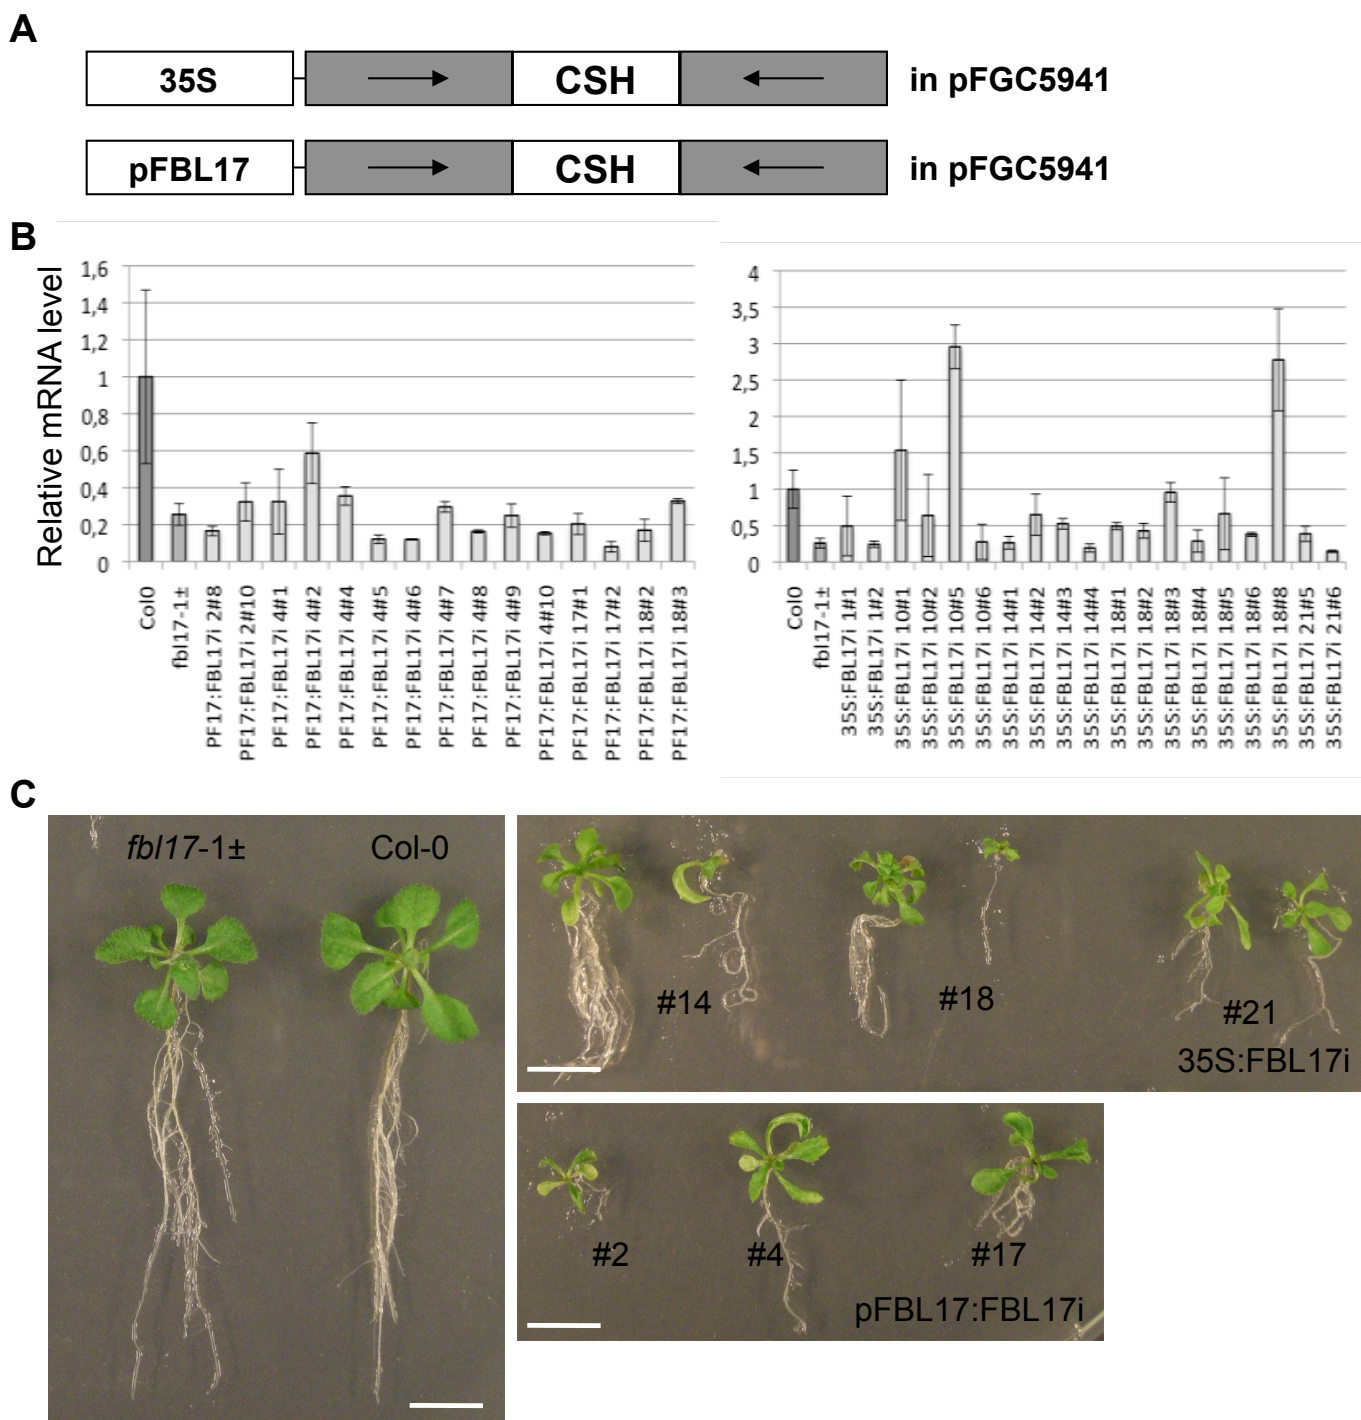 A
35S CSH in pFGC5941
pFBL17 CSH in pFGC5941
B
Relative mRNA level
1,6
1,4
1,2
1
0,8
0,6
0,4
0,2
0
Col0
fbl17-1±
PF17:FBL17i 2#8
PF17:FBL17i 2#10
PF17:FBL17i 4#1
PF17:FBL17i 4#2
PF17:FBL17i 4#4
PF17:FBL17i 4#5
PF17:FBL17i 4#6
PF17:FBL17i 4#7
PF17:FBL17i 4#8
PF17:FBL17i 4#9
PF17:FBL17i 4#10
PF17:FBL17i 17#1
PF17:FBL17i 17#2
PF17:FBL17i 18#2
PF17:FBL17i 18#3
4
3,5
3
2,5
2
1,5
1
0,5
0
Col0
fbl17-1±
35S:FBL17i 1#1
35S:FBL17i 1#2
35S:FBL17i 10#1
35S:FBL17i 10#2
35S:FBL17i 10#5
35S:FBL17i 10#6
35S:FBL17i 14#1
35S:FBL17i 14#2
35S:FBL17i 14#3
35S:FBL17i 14#4
35S:FBL17i 18#1
35S:FBL17i 18#2
35S:FBL17i 18#3
35S:FBL17i 18#4
35S:FBL17i 18#5
35S:FBL17i 18#6
35S:FBL17i 18#8
35S:FBL17i 21#5
35S:FBL17i 21#6
C
fbl17-1± Col-0
#14 #18 #21
35S:FBL17i
#2 #4 #17
pFBL17:FBL17i